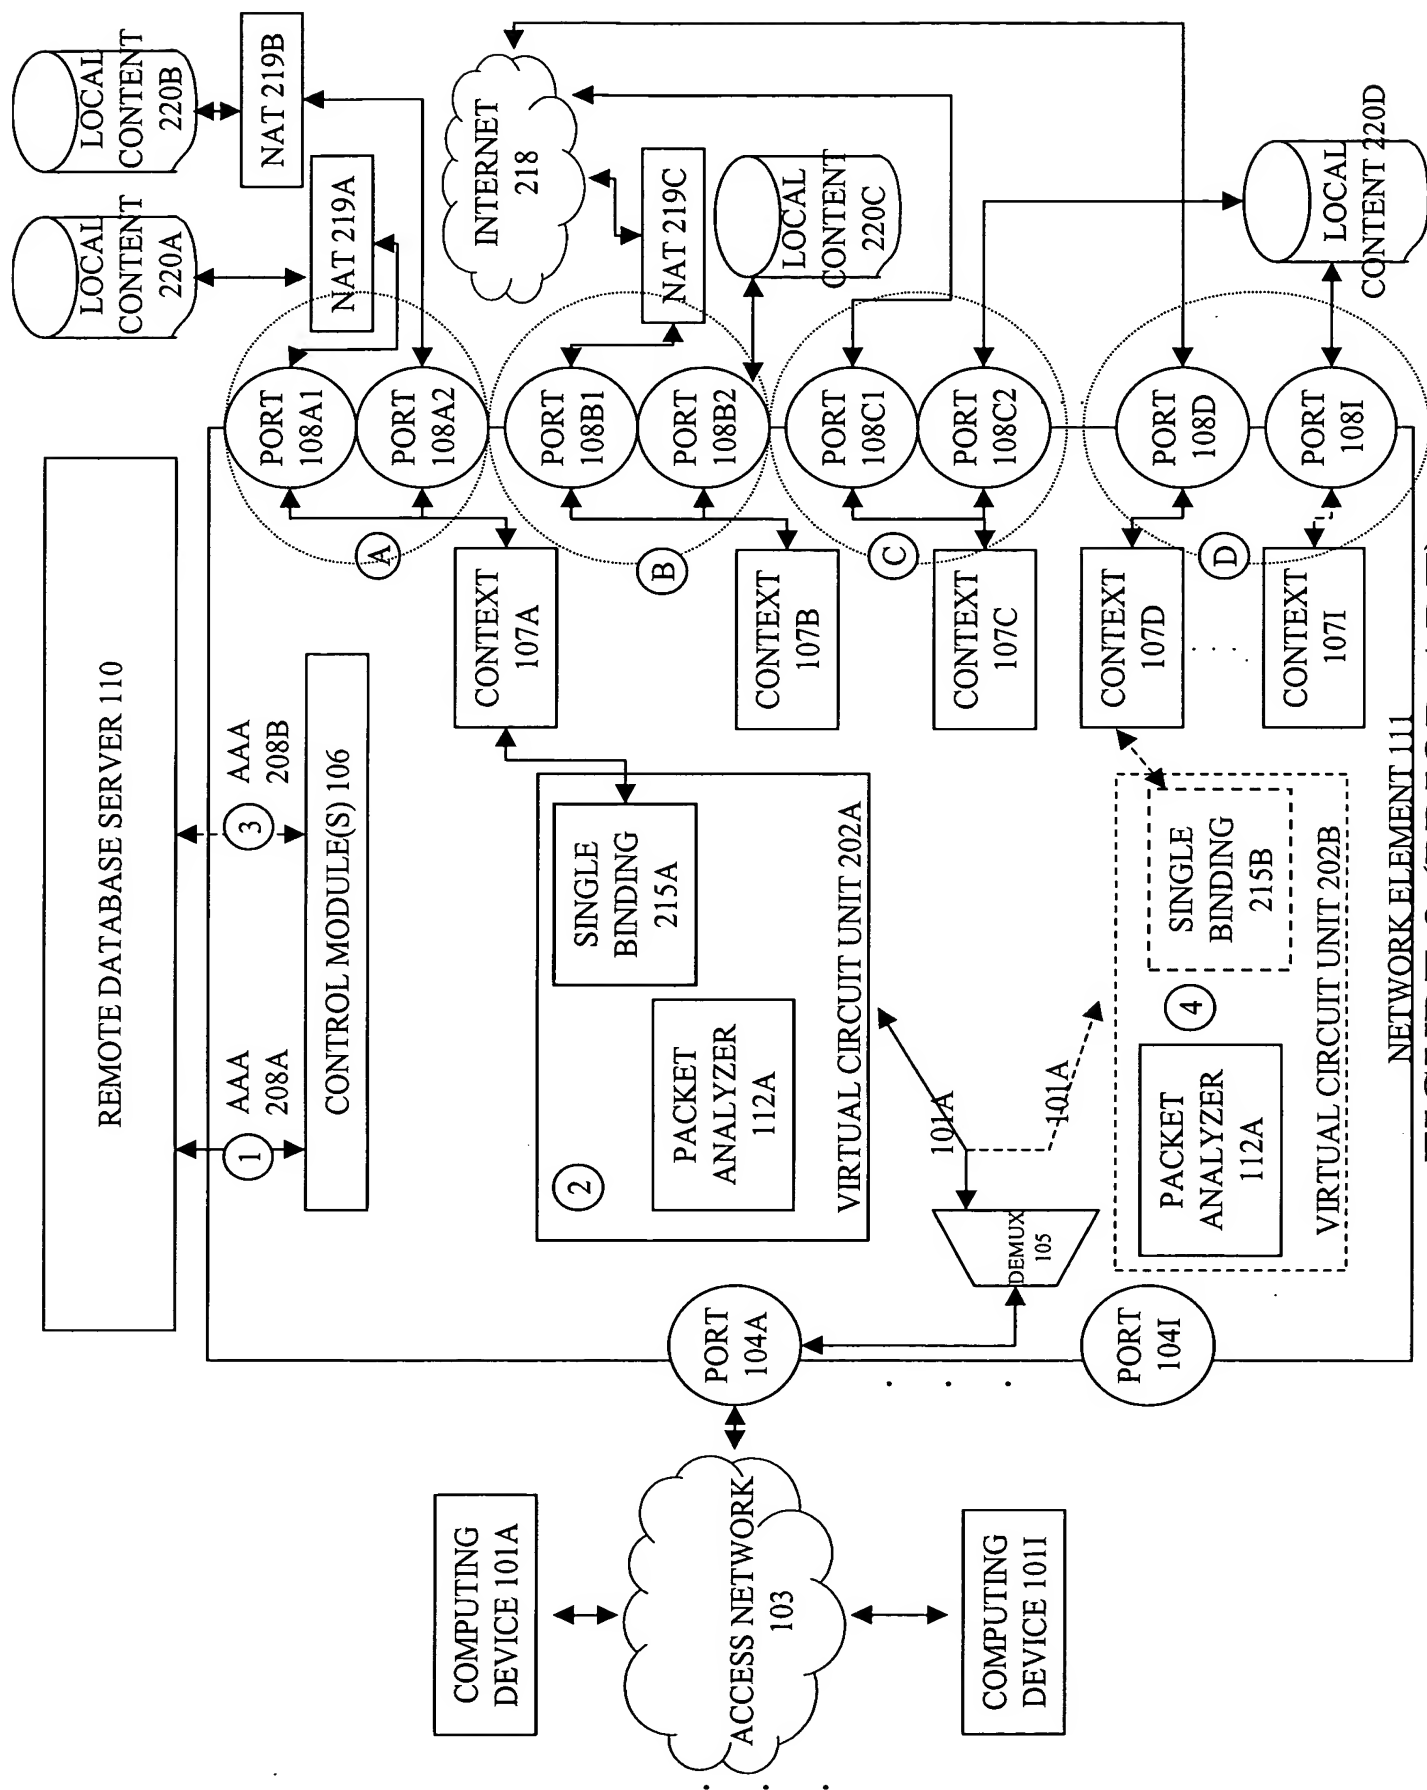 REMOTE DATABASE SERVER 110
1
AAA
208A
3
AAA
208B
CONTROL MODULE(S) 106
LOCAL
CONTENT
220A
LOCAL
CONTENT
220B
NAT 219A
NAT 219B
PORT
108A1
PORT
108A2
A
CONTEXT
107A
INTERNET
218
NAT 219C
LOCAL
CONTENT
220C
PORT
108B1
PORT
108B2
B
CONTEXT
107B
PORT
108C1
PORT
108C2
C
CONTEXT
107C
LOCAL
CONTENT 220D
PORT
108D
PORT
108I
D
CONTEXT
107D
. . . .
CONTEXT
107I
2
SINGLE
BINDING
215A
PACKET
ANALYZER
112A
VIRTUAL CIRCUIT UNIT 202A
101A
101A
DEMUX
105
4
SINGLE
BINDING
215B
PACKET
ANALYZER
112A
VIRTUAL CIRCUIT UNIT 202B
NETWORK ELEMENT 111
PORT
104A
. . .
PORT
104I
COMPUTING
DEVICE 101A
ACCESS NETWORK
103
COMPUTING
DEVICE 101I
. . .